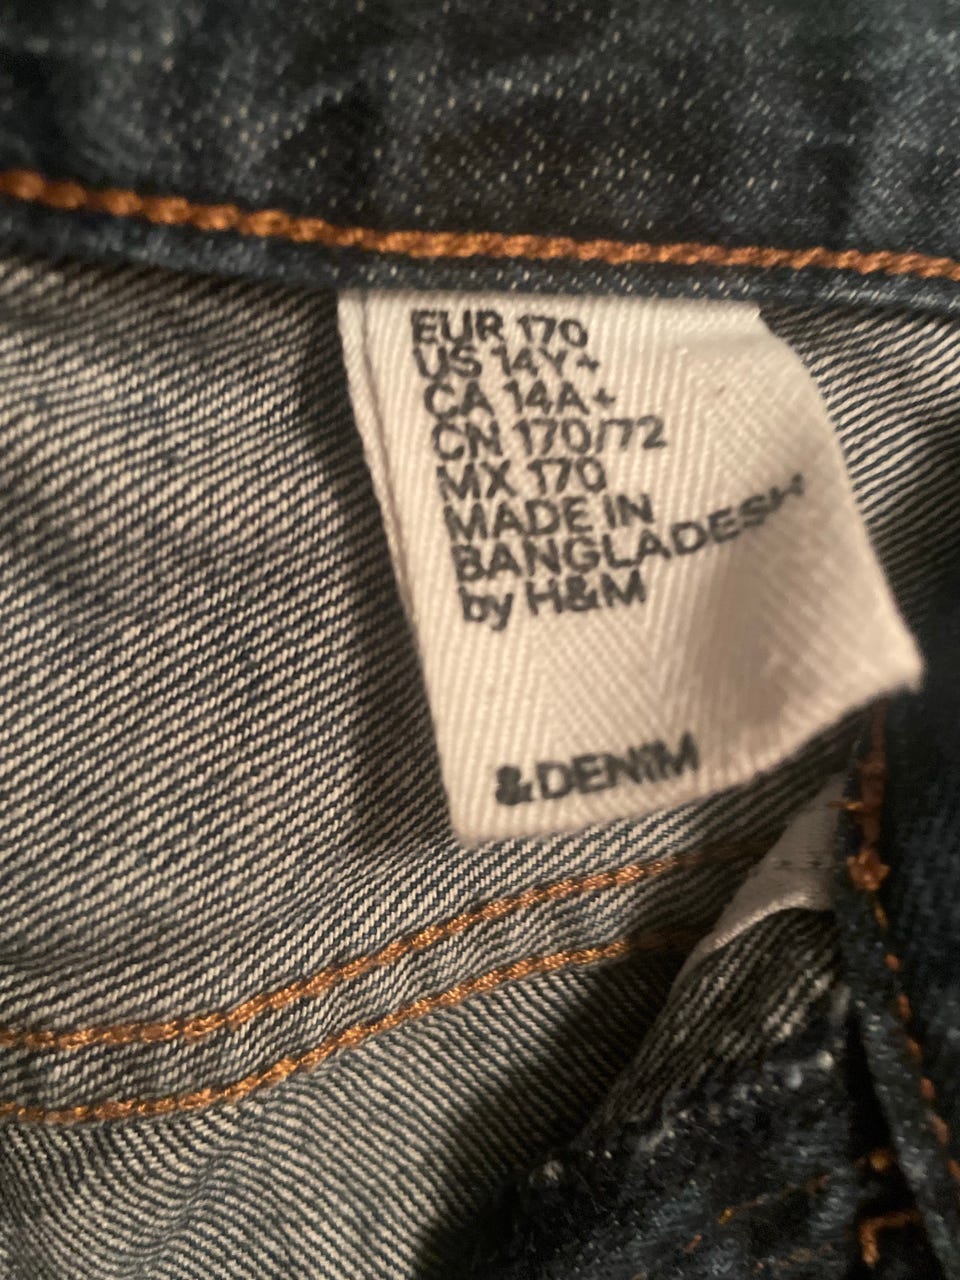 EUR 170
US 14Y+
CA 14A+
CN 170/72
MX 170
MADE IN
BANGLADESH
by H&M
&DENIM